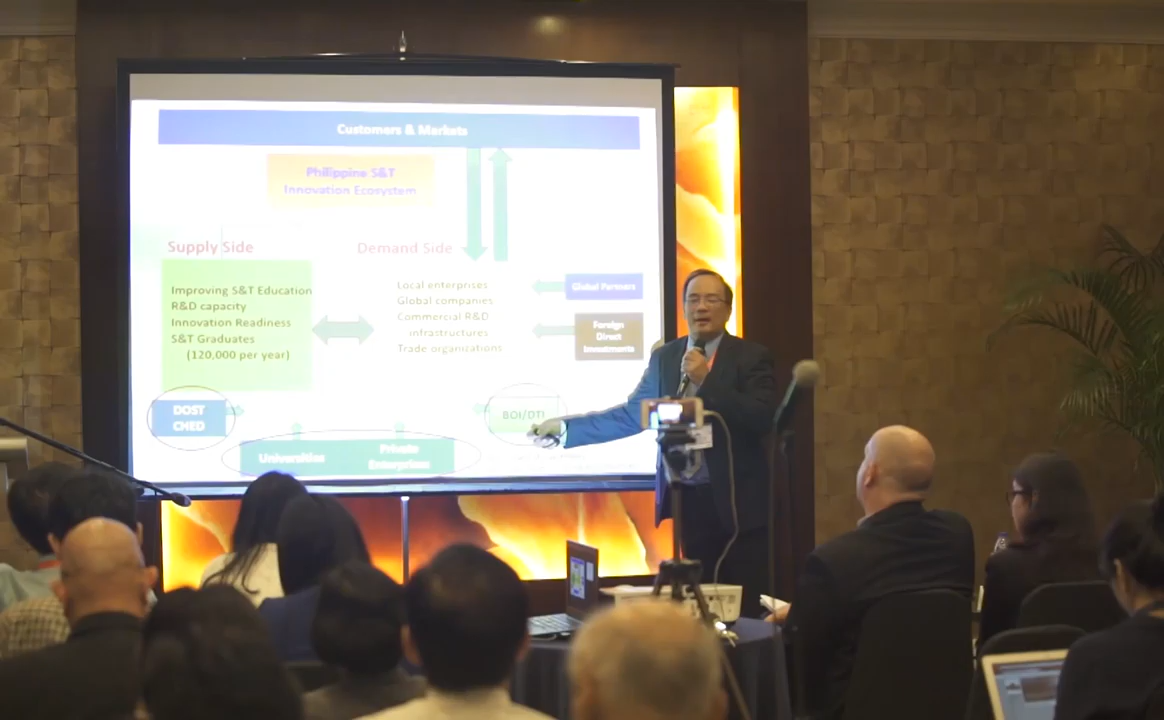 Customers & Markets
Philippine S&T
Innovation Ecosystem
Supply Side
Demand Side
Improving S&T Education
R&D capacity
Innovation Readiness
S&T Graduates
(120,000 per year)
Local enterprises
Global companies
Commercial R&D
infrastructures
Trade organizations
Global Partners
Foreign
Direct
Investments
DOST
CHED
BOI/DTI
Universities
Private
Enterprises